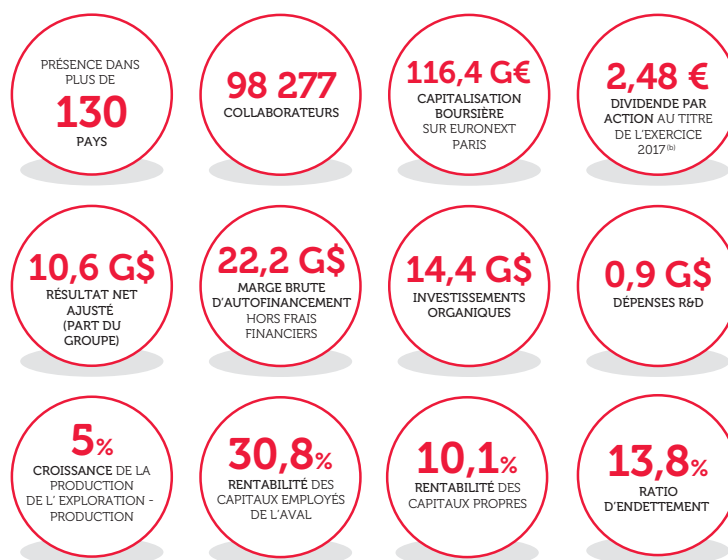 PRÉSENCE DANS
PLUS DE
130
PAYS
98 277
COLLABORATEURS
116,4 G€
CAPITALISATION
BOURSIÈRE
SUR EURONEXT
PARIS
2,48 €
DIVIDENDE PAR
ACTION AU TITRE
DE L'EXERCICE
2017 (b)
10,6 G$
RÉSULTAT NET
AJUSTÉ
(PART DU
GROUPE)
22,2 G$
MARGE BRUTE
D'AUTOFINANCEMENT
HORS FRAIS
FINANCIERS
14,4 G$
INVESTISSEMENTS
ORGANIQUES
0,9 G$
DÉPENSES R&D
5%
CROISSANCE DE LA
PRODUCTION
DE L' EXPLORATION -
PRODUCTION
30,8%
RENTABILITÉ DES
CAPITAUX EMPLOYÉS
DE L'AVAL
10,1%
RENTABILITÉ DES
CAPITAUX PROPRES
13,8%
RATIO
D'ENDETTEMENT